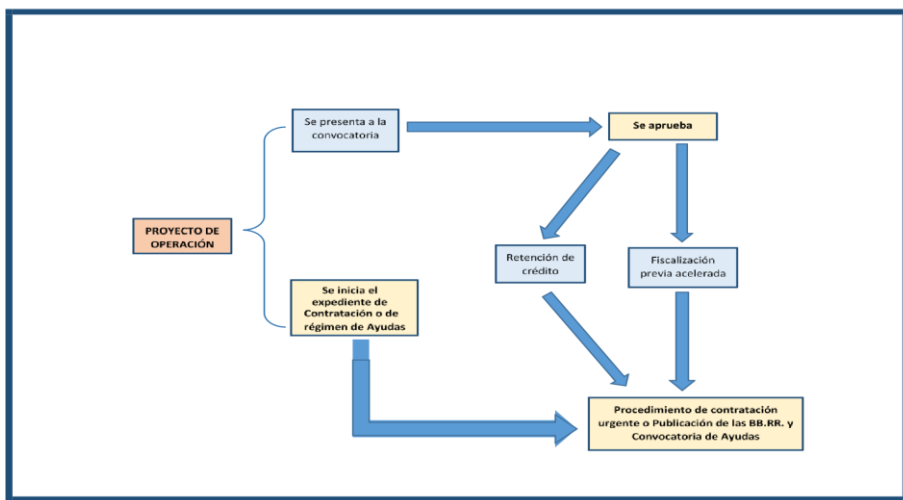 Se presenta a la
convocatoria
Se aprueba
PROYECTO DE
OPERACIÓN
Retención de
crédito
Fiscalización
previa acelerada
Se inicia el
expediente de
Contratación o de
régimen de Ayudas
Procedimiento de contratación
urgente o Publicación de las BB.RR. y
Convocatoria de Ayudas